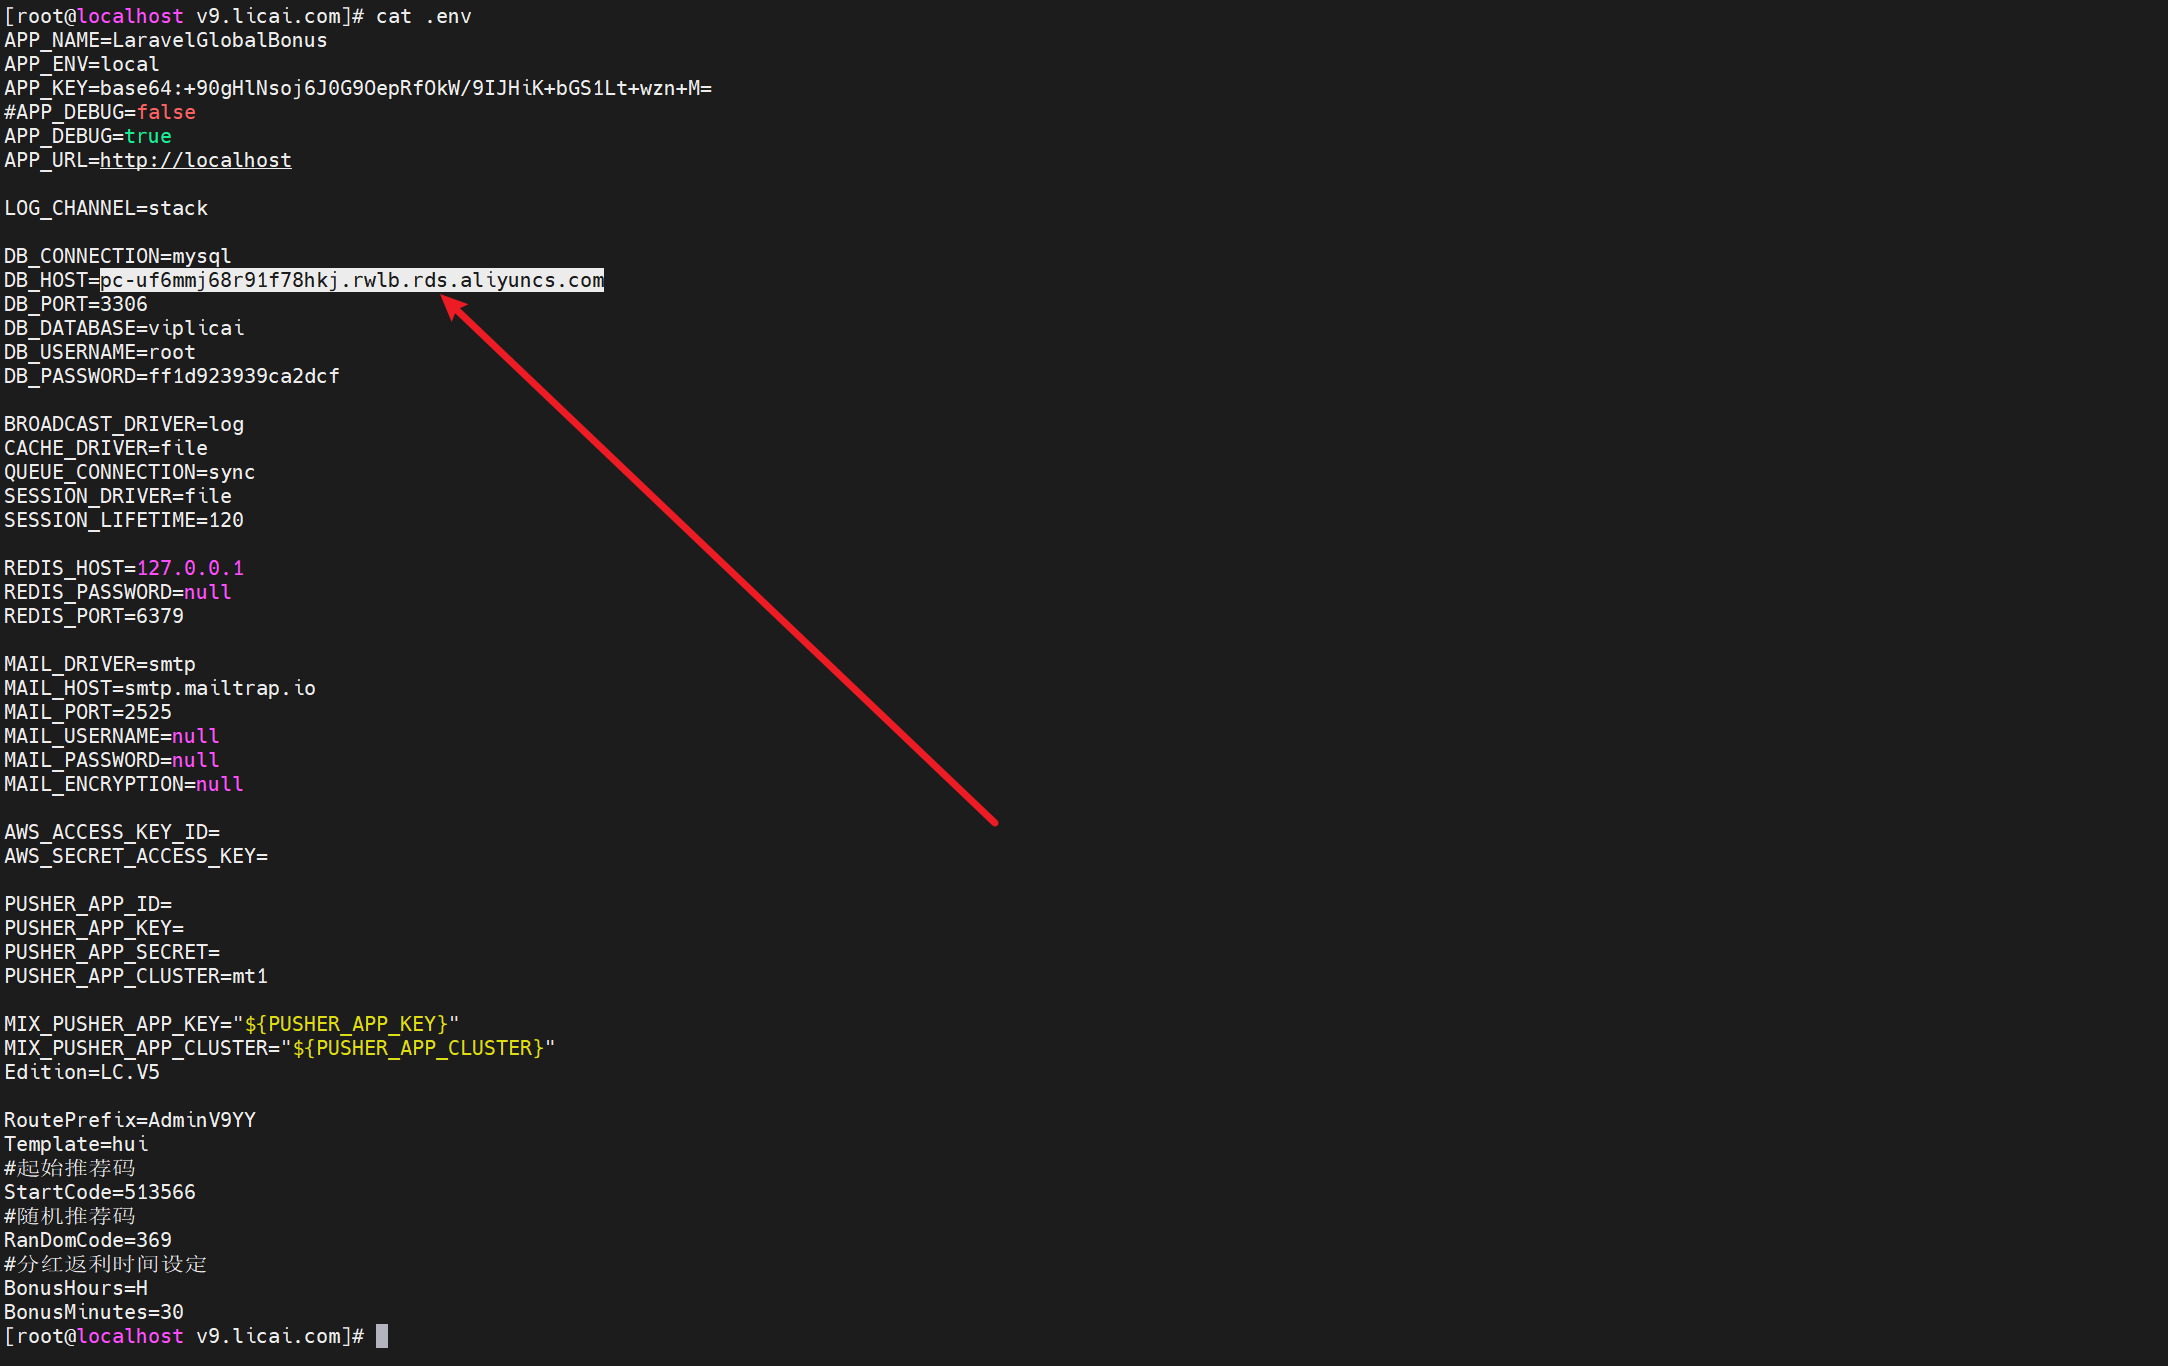 [root@localhost v9.licai.com]# cat .env
APP_NAME=LaravelGlobalBonus
APP_ENV=local
APP_KEY=base64:+90gHlNsoj6J0G9OepRfOkW/9IJHiK+bGS1Lt+wzn+M=
#APP_DEBUG=false
APP_DEBUG=true
APP_URL=http://localhost
LOG_CHANNEL=stack
DB_CONNECTION=mysql
DB_HOST=pc-uf6mmj68r91f78hkj.rwlb.rds.aliyuncs.com
DB_PORT=3306
DB_DATABASE=viplicai
DB_USERNAME=root
DB_PASSWORD=ff1d923939ca2dcf
BROADCAST_DRIVER=log
CACHE_DRIVER=file
QUEUE_CONNECTION=sync
SESSION_DRIVER=file
SESSION_LIFETIME=120
REDIS_HOST=127.0.0.1
REDIS_PASSWORD=null
REDIS_PORT=6379
MAIL_DRIVER=smtp
MAIL_HOST=smtp.mailtrap.io
MAIL_PORT=2525
MAIL_USERNAME=null
MAIL_PASSWORD=null
MAIL_ENCRYPTION=null
AWS_ACCESS_KEY_ID=
AWS_SECRET_ACCESS_KEY=
PUSHER_APP_ID=
PUSHER_APP_KEY=
PUSHER_APP_SECRET=
PUSHER_APP_CLUSTER=mt1
MIX_PUSHER_APP_KEY="${PUSHER_APP_KEY}"
MIX_PUSHER_APP_CLUSTER="${PUSHER_APP_CLUSTER}"
Edition=LC.V5
RoutePrefix=AdminV9YY
Template=hui
#起始推荐码
StartCode=513566
#随机推荐码
RanDomCode=369
#分红返利时间设定
BonusHours=H
BonusMinutes=30
[root@localhost v9.licai.com]#